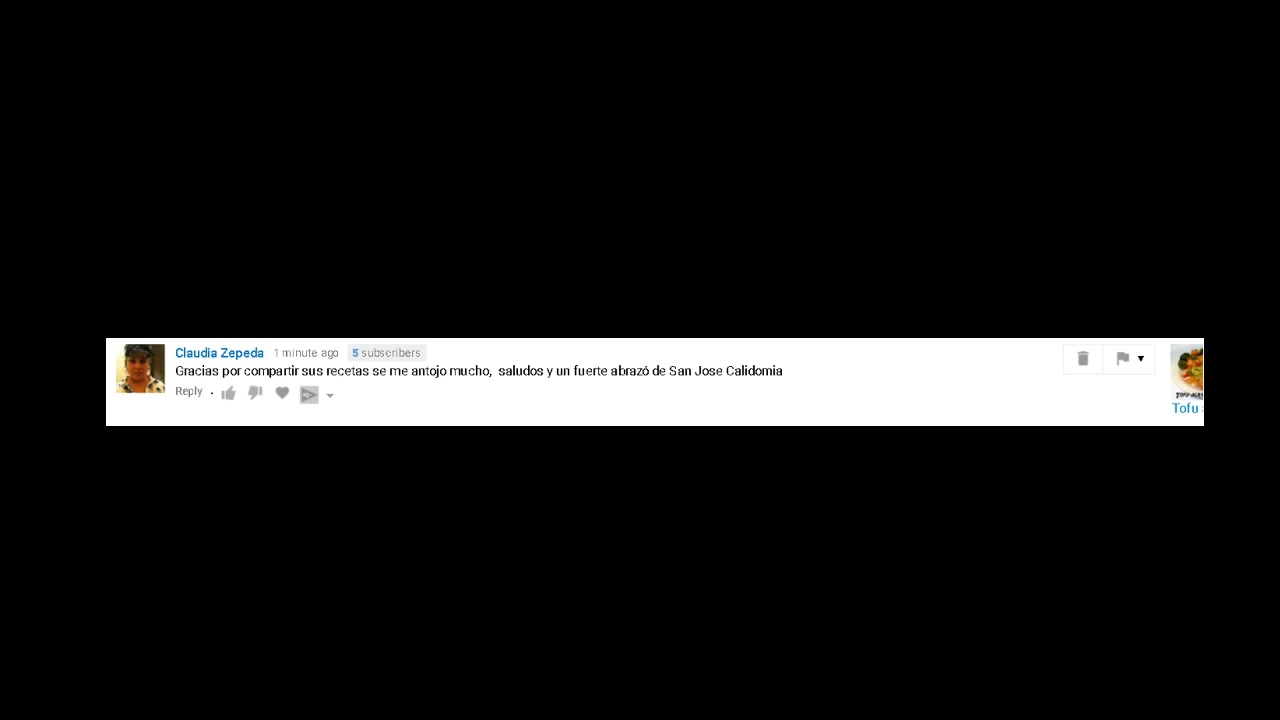 Claudia Zepeda 1 minute ago 5 subscribers
Gracias por compartir sus recetas se me antojo mucho, saludos y un fuerte abrazó de San Jose Calidornia
Reply
Tofu